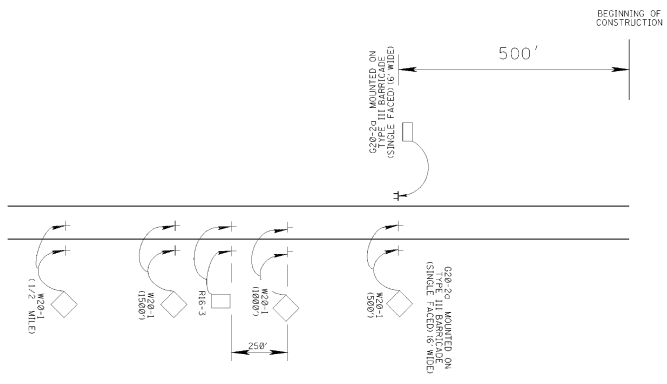 BEGINNING OF
CONSTRUCTION
500'
G20-2a MOUNTED ON
TYPE III BARRICADE
(SINGLE FACED)(6' WIDE)
W20-1
(1/2 MILE)
W20-1
(1500')
R16-3
W20-1
(1000')
250'
W20-1
(500')
G20-2a MOUNTED ON
TYPE III BARRICADE
(SINGLE FACED)(6' WIDE)